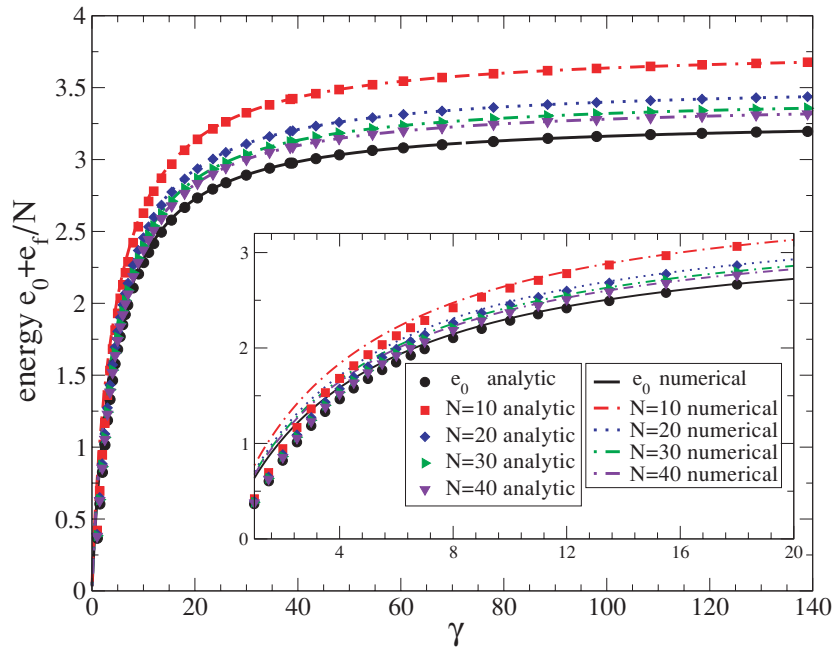 energy e₀+e_f/N
4
3.5
3
2.5
2
1.5
1
0.5
0
0 20 40 60 80 100 120 140
γ
3
2
1
0
4 8 12 16 20
e₀ analytic
N=10 analytic
N=20 analytic
N=30 analytic
N=40 analytic
e₀ numerical
N=10 numerical
N=20 numerical
N=30 numerical
N=40 numerical